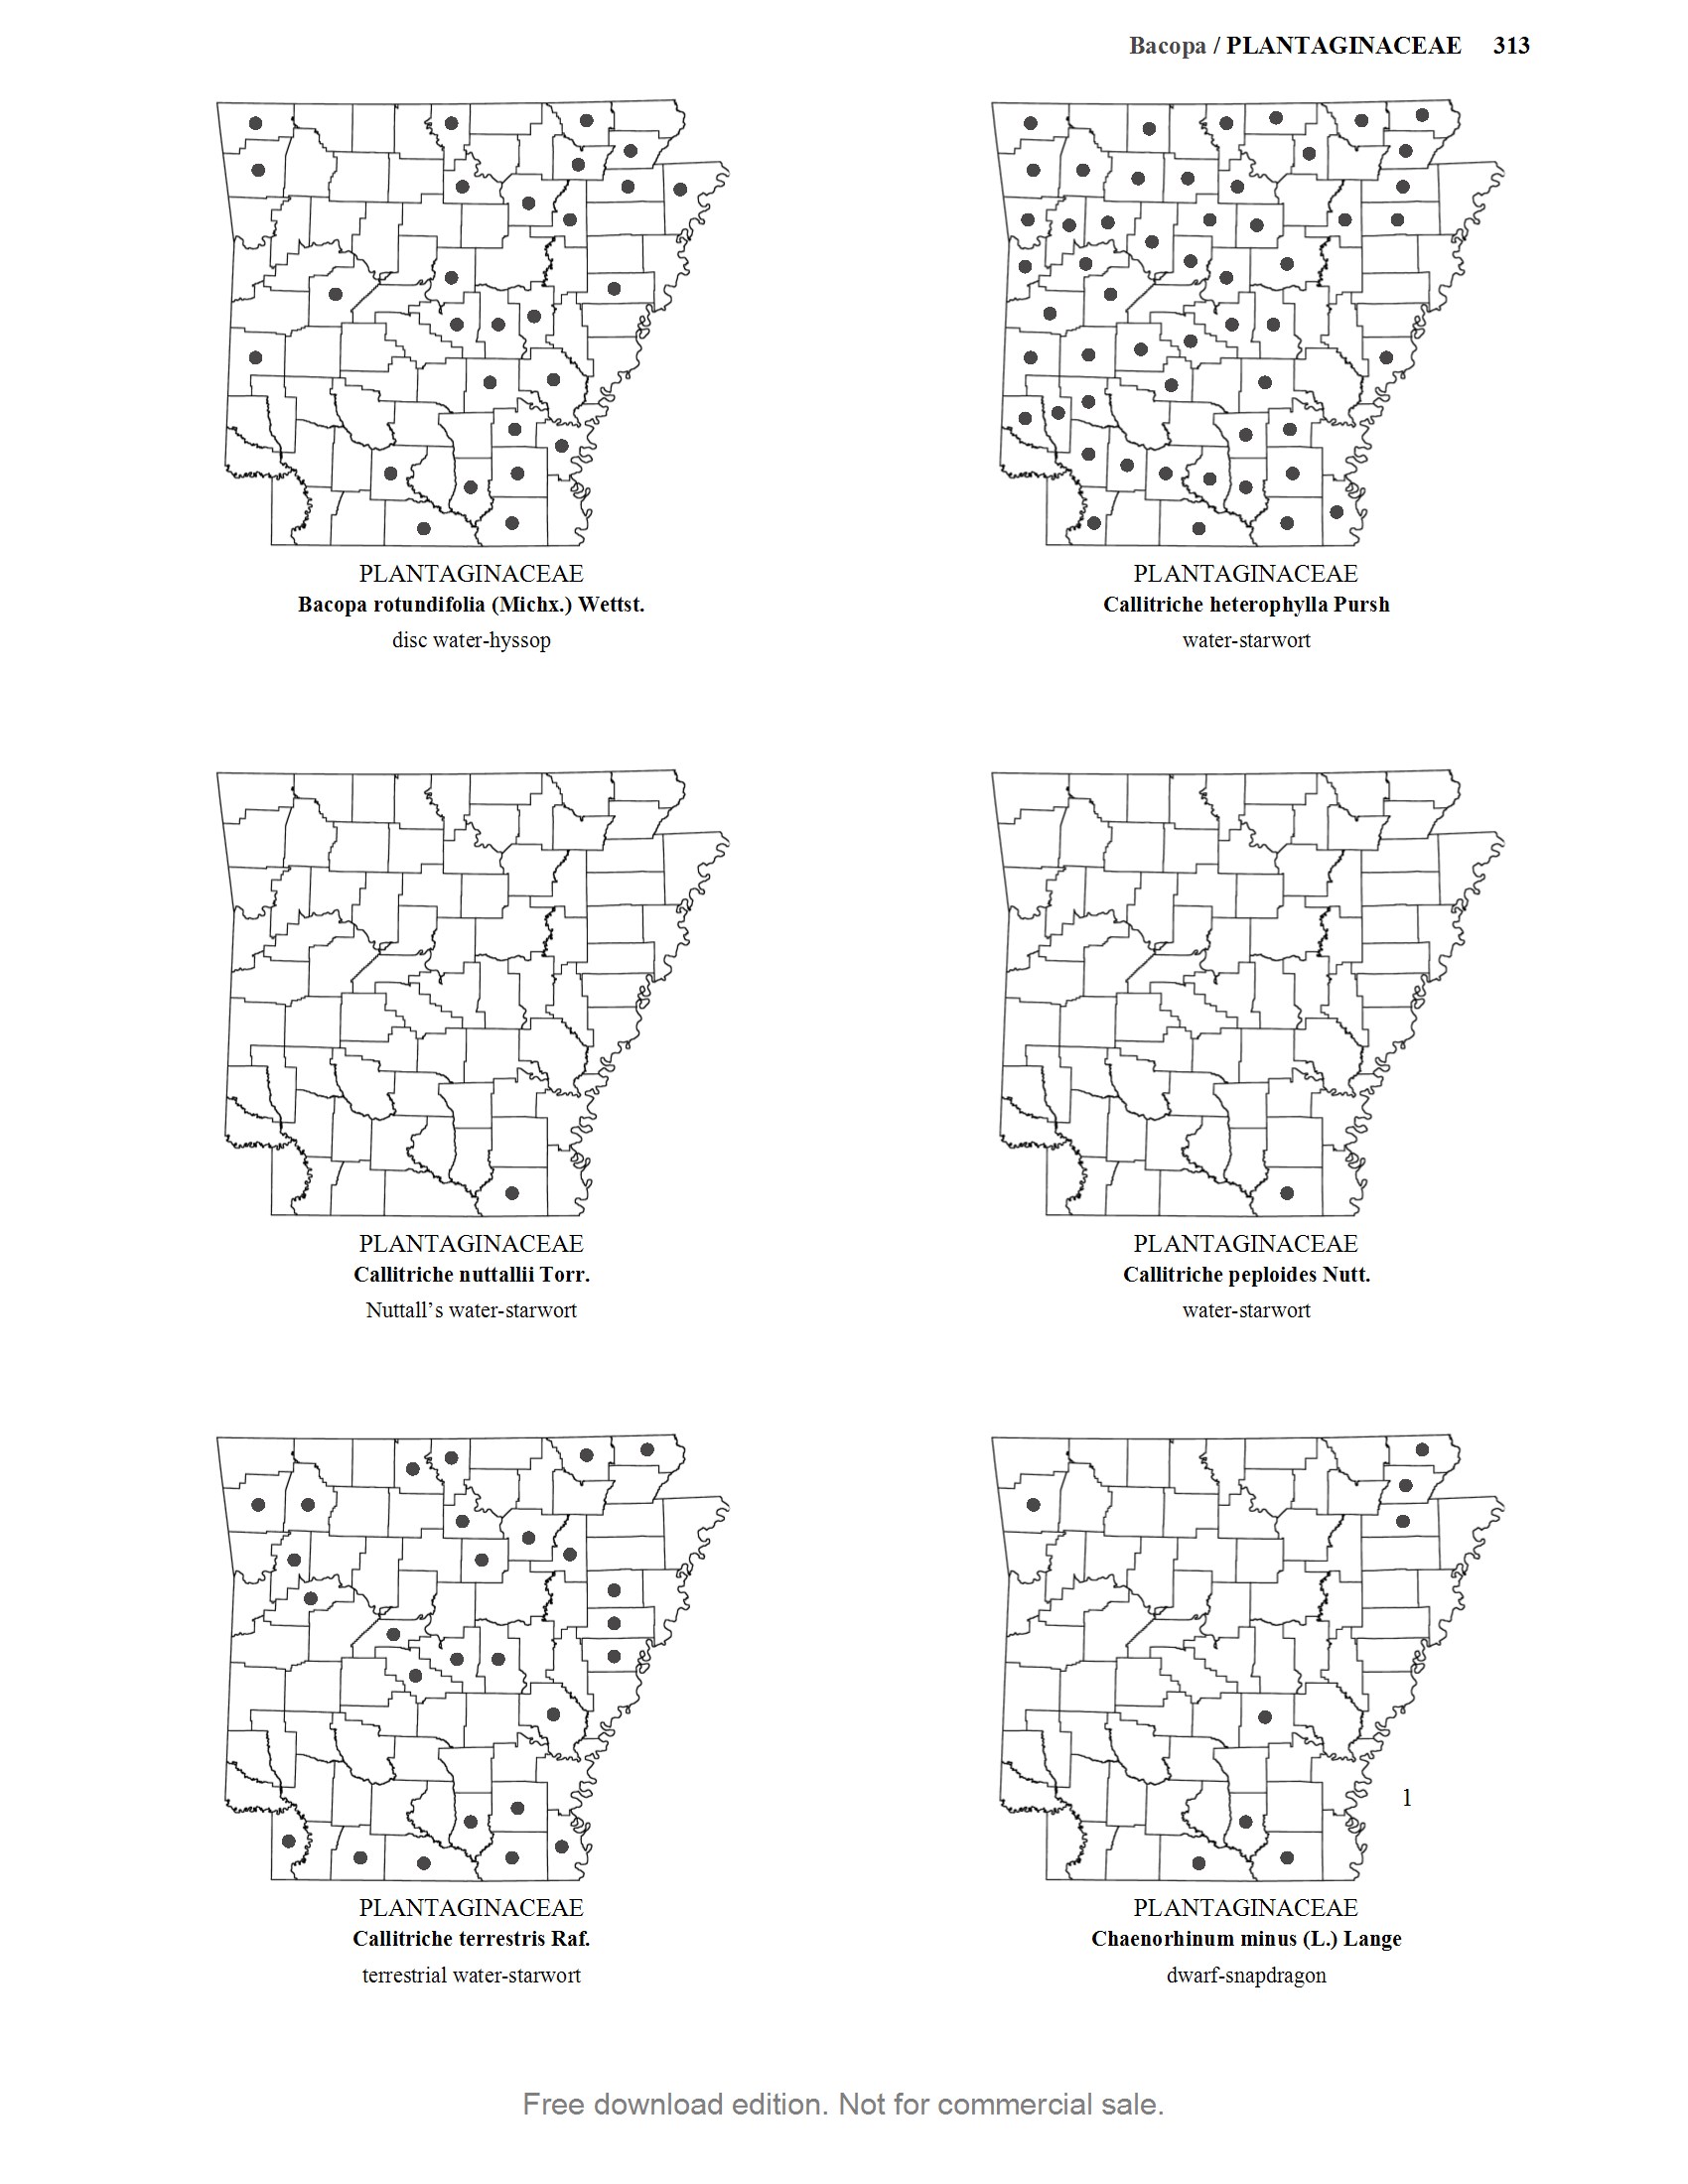 Bacopa / PLANTAGINACEAE 313
PLANTAGINACEAE
Bacopa rotundifolia (Michx.) Wettst.
disc water-hyssop
PLANTAGINACEAE
Callitriche heterophylla Pursh
water-starwort
PLANTAGINACEAE
Callitriche nuttallii Torr.
Nuttall’s water-starwort
PLANTAGINACEAE
Callitriche peploides Nutt.
water-starwort
PLANTAGINACEAE
Callitriche terrestris Raf.
terrestrial water-starwort
1
PLANTAGINACEAE
Chaenorhinum minus (L.) Lange
dwarf-snapdragon
Free download edition. Not for commercial sale.